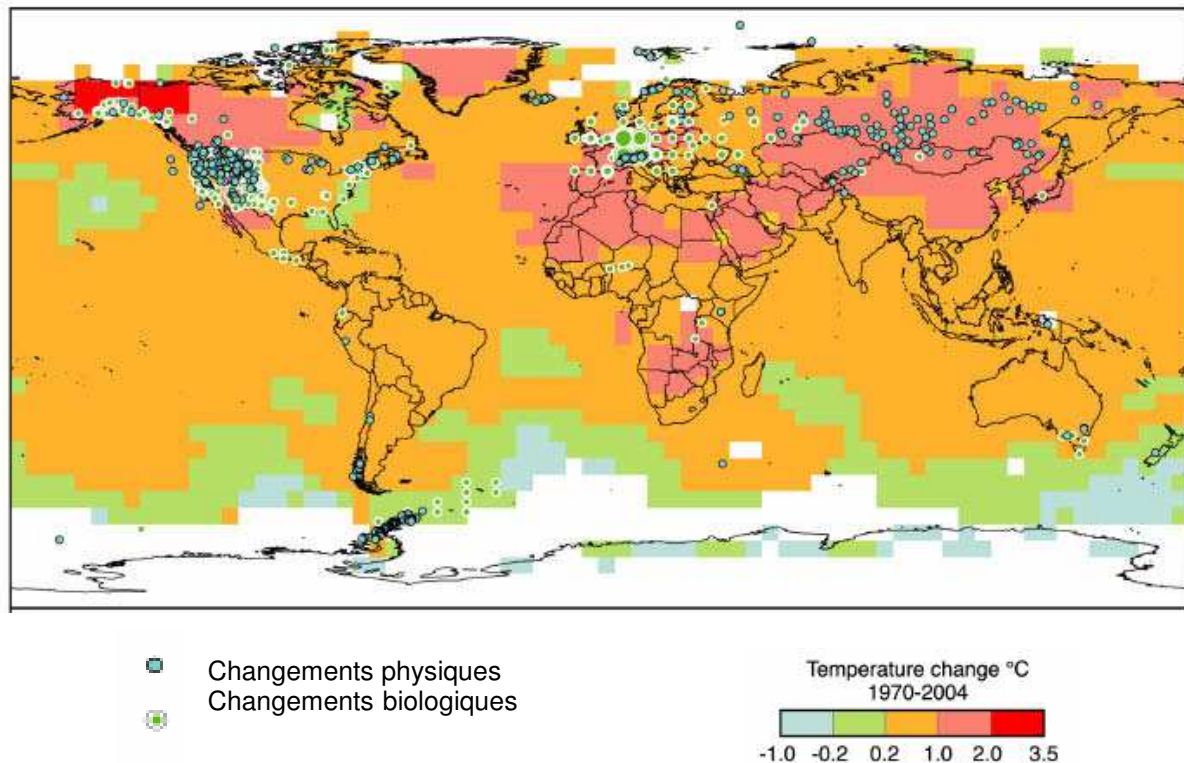 Changements physiques
Changements biologiques
Temperature change °C
1970-2004
-1.0 -0.2 0.2 1.0 2.0 3.5